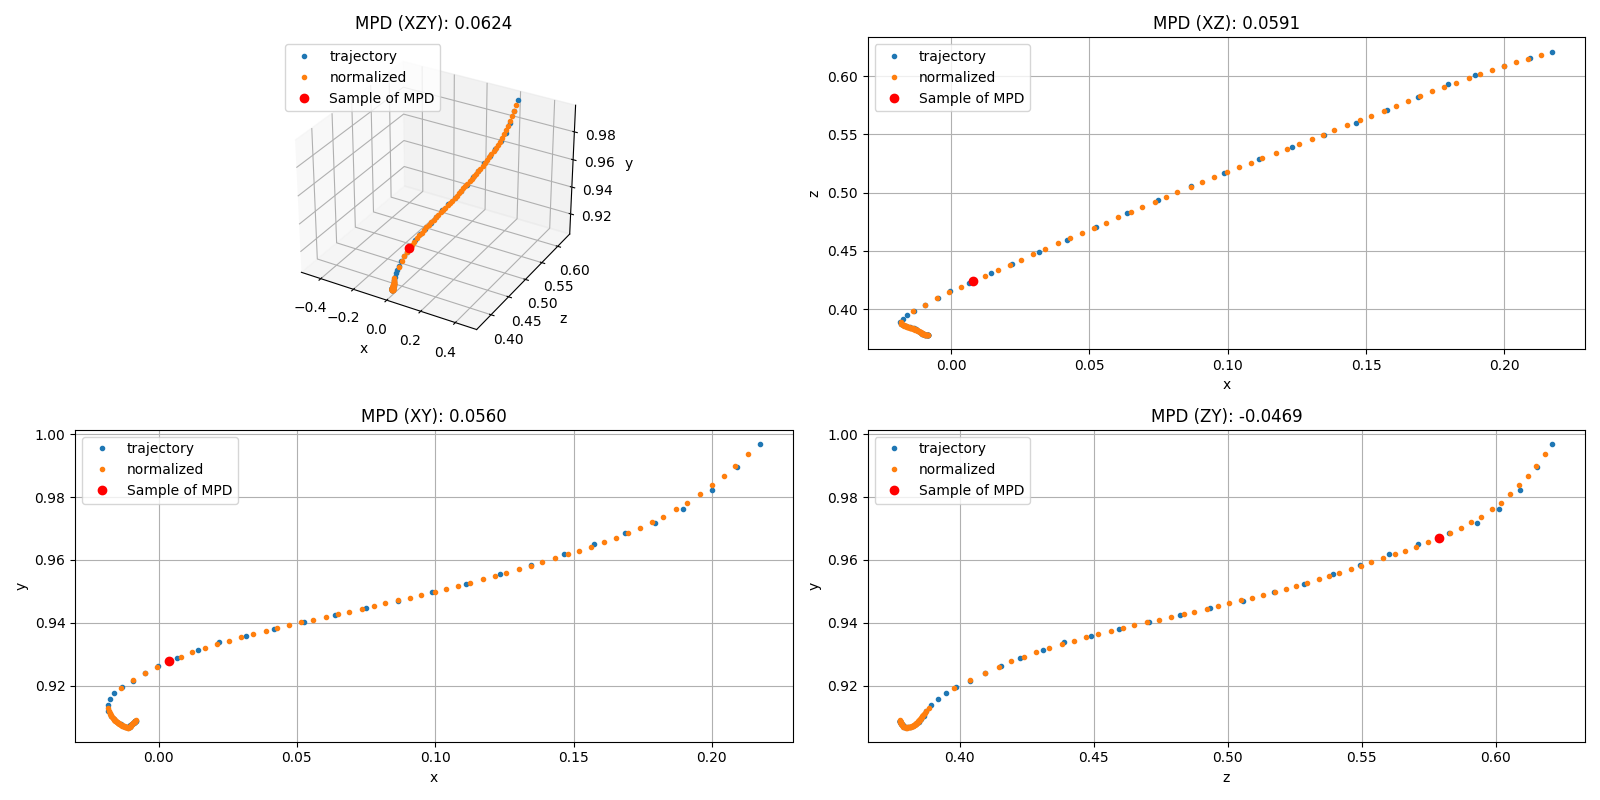 MPD (XZY): 0.0624
trajectory
normalized
Sample of MPD
0.98
0.96
0.94
0.92
y
−0.4
−0.2
0.0
0.2
0.4
x
0.40
0.45
0.50
0.55
0.60
z
MPD (XZ): 0.0591
trajectory
normalized
Sample of MPD
0.60
0.55
0.50
0.45
0.40
z
0.00 0.05 0.10 0.15 0.20
x
MPD (XY): 0.0560
trajectory
normalized
Sample of MPD
1.00
0.98
0.96
0.94
0.92
y
0.00 0.05 0.10 0.15 0.20
x
MPD (ZY): -0.0469
trajectory
normalized
Sample of MPD
1.00
0.98
0.96
0.94
0.92
y
0.40 0.45 0.50 0.55 0.60
z